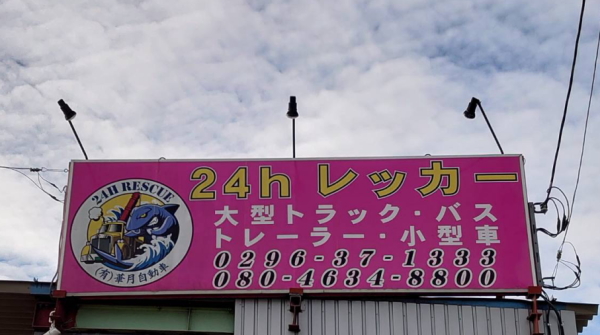 24H RESCUE
(有)葉月自動車
24h レッカー
大型トラック・バス
トレーラー・小型車
0296-37-1333
080-4634-8800